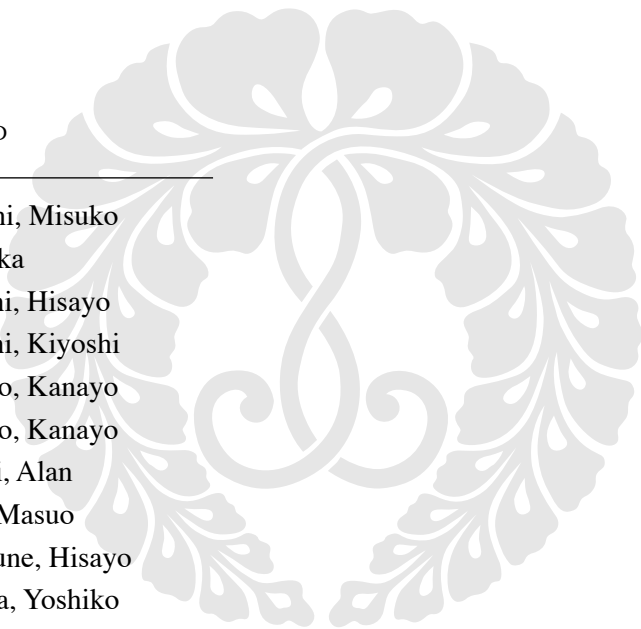 o
ni, Misuko
ka
ni, Hisayo
ni, Kiyoshi
o, Kanayo
o, Kanayo
i, Alan
Masuo
une, Hisayo
a, Yoshiko